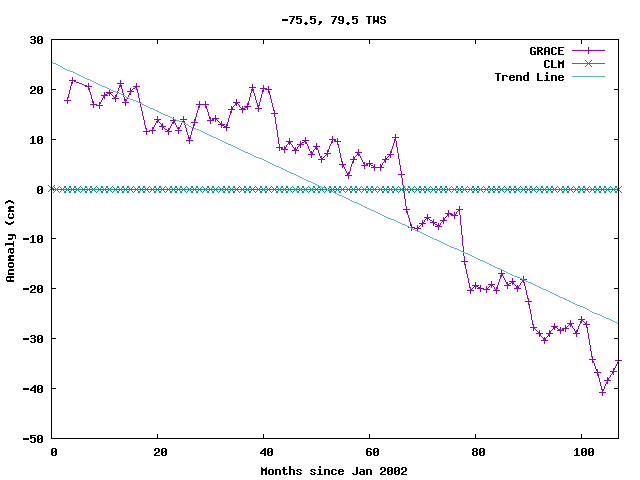 -75.5, 79.5 TWS
30
20
10
0
-10
-20
-30
-40
-50
Anomaly (cm)
GRACE
CLM
Trend Line
0 20 40 60 80 100
Months since Jan 2002